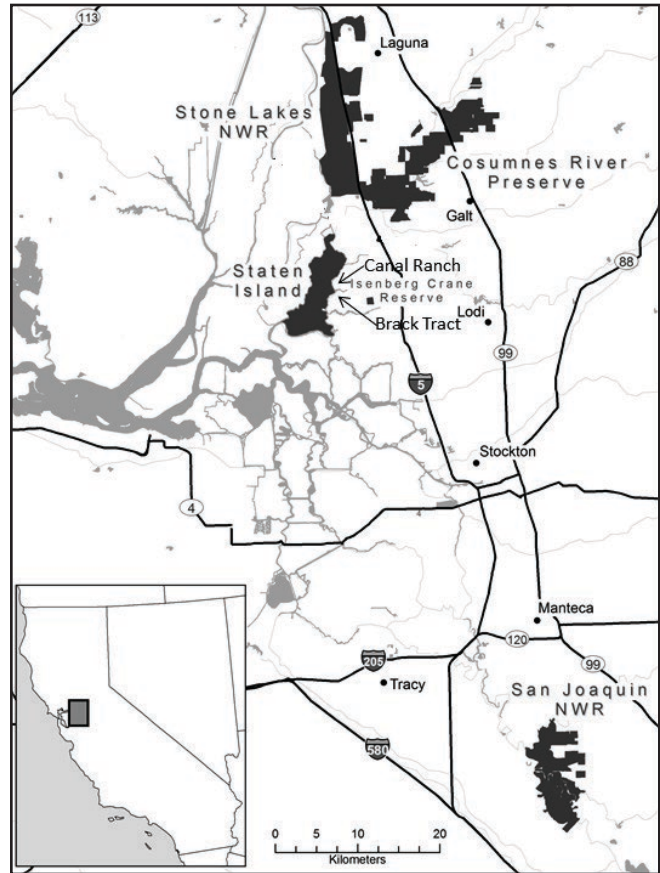 113
Laguna
Stone Lakes
NWR
Cosumnes River
Preserve
Galt
88
Staten
Island
Canal Ranch
Isenberg Crane
Reserve
Brack Tract
Lodi
99
5
Stockton
4
Manteca
120
99
205
Tracy
San Joaquin
NWR
580
0 5 10 20
Kilometers